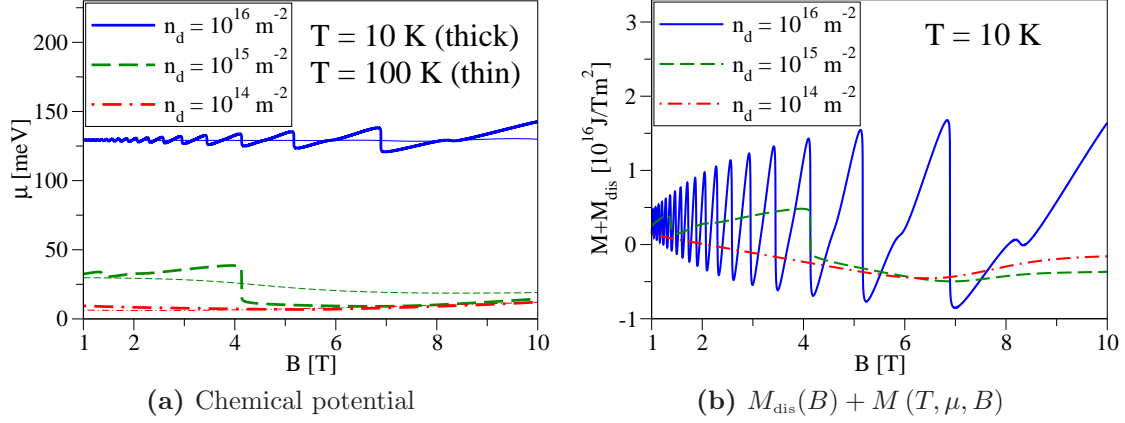 n_d = 10^16 m^-2
n_d = 10^15 m^-2
n_d = 10^14 m^-2
T = 10 K (thick)
T = 100 K (thin)
μ [meV]
200
150
100
50
0
1
2
4
6
8
10
B [T]
(a) Chemical potential
n_d = 10^16 m^-2
n_d = 10^15 m^-2
n_d = 10^14 m^-2
T = 10 K
M+M_dis [10^16 J/Tm^2]
3
2
1
0
-1
1
2
4
6
8
10
B [T]
(b) M_dis(B) + M (T, μ, B)